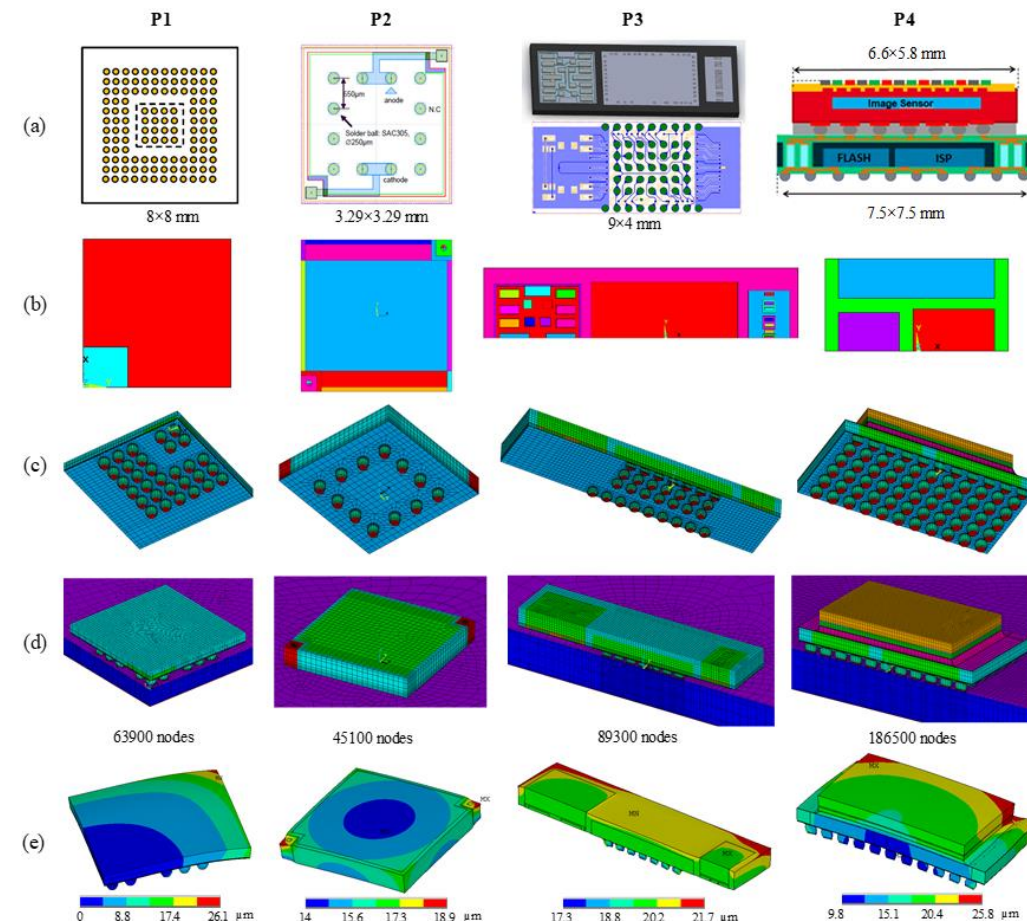 P1 P2 P3 P4
(a)
6.6×5.8 mm
anode
N.C
Solder ball: SAC305,
Ø250µm
cathode
Image Sensor
FLASH ISP
8×8 mm 3.29×3.29 mm 9×4 mm 7.5×7.5 mm
(b)
X
Y
X
(c)
(d)
63900 nodes 45100 nodes 89300 nodes 186500 nodes
(e)
MX
MN
MX
MX
0 8.8 17.4 26.1 µm 14 15.6 17.3 18.9 µm 17.3 18.8 20.2 21.7 µm 9.8 15.1 20.4 25.8 µm